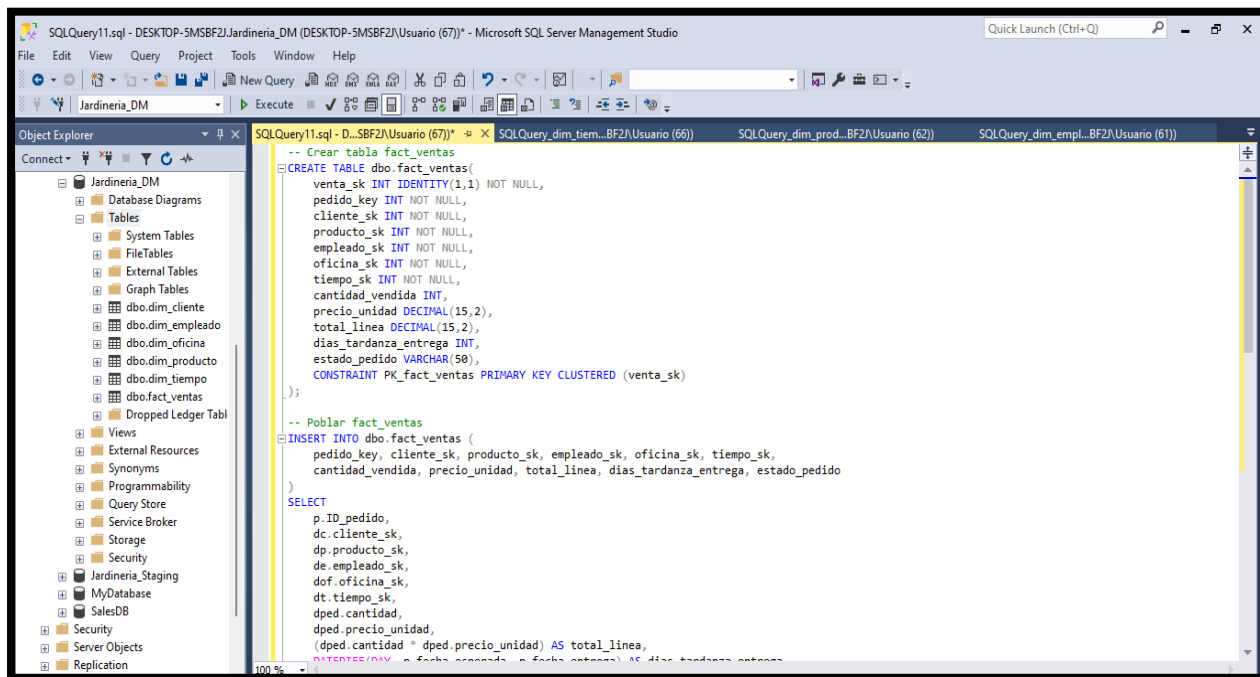 SQLQuery11.sql - DESKTOP-5MSBF2J.Jardineria_DM (DESKTOP-5MSBF2J\Usuario (67))* - Microsoft SQL Server Management Studio
Quick Launch (Ctrl+Q)
File Edit View Query Project Tools Window Help
New Query MDX DMX XMLA DAX
Jardineria_DM Execute
Object Explorer
SQLQuery11.sql - D...SBF2J\Usuario (67))* SQLQuery_dim_tiem...BF2J\Usuario (66)) SQLQuery_dim_prod...BF2J\Usuario (62)) SQLQuery_dim_empl...BF2J\Usuario (61))
Connect
Jardineria_DM
Database Diagrams
Tables
System Tables
FileTables
External Tables
Graph Tables
dbo.dim_cliente
dbo.dim_empleado
dbo.dim_oficina
dbo.dim_producto
dbo.dim_tiempo
dbo.fact_ventas
Dropped Ledger Tabl
Views
External Resources
Synonyms
Programmability
Query Store
Service Broker
Storage
Security
Jardineria_Staging
MyDatabase
SalesDB
Security
Server Objects
Replication
-- Crear tabla fact_ventas
CREATE TABLE dbo.fact_ventas(
venta_sk INT IDENTITY(1,1) NOT NULL,
pedido_key INT NOT NULL,
cliente_sk INT NOT NULL,
producto_sk INT NOT NULL,
empleado_sk INT NOT NULL,
oficina_sk INT NOT NULL,
tiempo_sk INT NOT NULL,
cantidad_vendida INT,
precio_unidad DECIMAL(15,2),
total_linea DECIMAL(15,2),
dias_tardanza_entrega INT,
estado_pedido VARCHAR(50),
CONSTRAINT PK_fact_ventas PRIMARY KEY CLUSTERED (venta_sk)
);
-- Poblar fact_ventas
INSERT INTO dbo.fact_ventas (
pedido_key, cliente_sk, producto_sk, empleado_sk, oficina_sk, tiempo_sk,
cantidad_vendida, precio_unidad, total_linea, dias_tardanza_entrega, estado_pedido
)
SELECT
p.ID_pedido,
dc.cliente_sk,
dp.producto_sk,
de.empleado_sk,
dof.oficina_sk,
dt.tiempo_sk,
dped.cantidad,
dped.precio_unidad,
(dped.cantidad * dped.precio_unidad) AS total_linea,
DATEDIFF(DAY, p.fecha_esperada, p.fecha_entrega) AS dias_tardanza_entrega
100 %